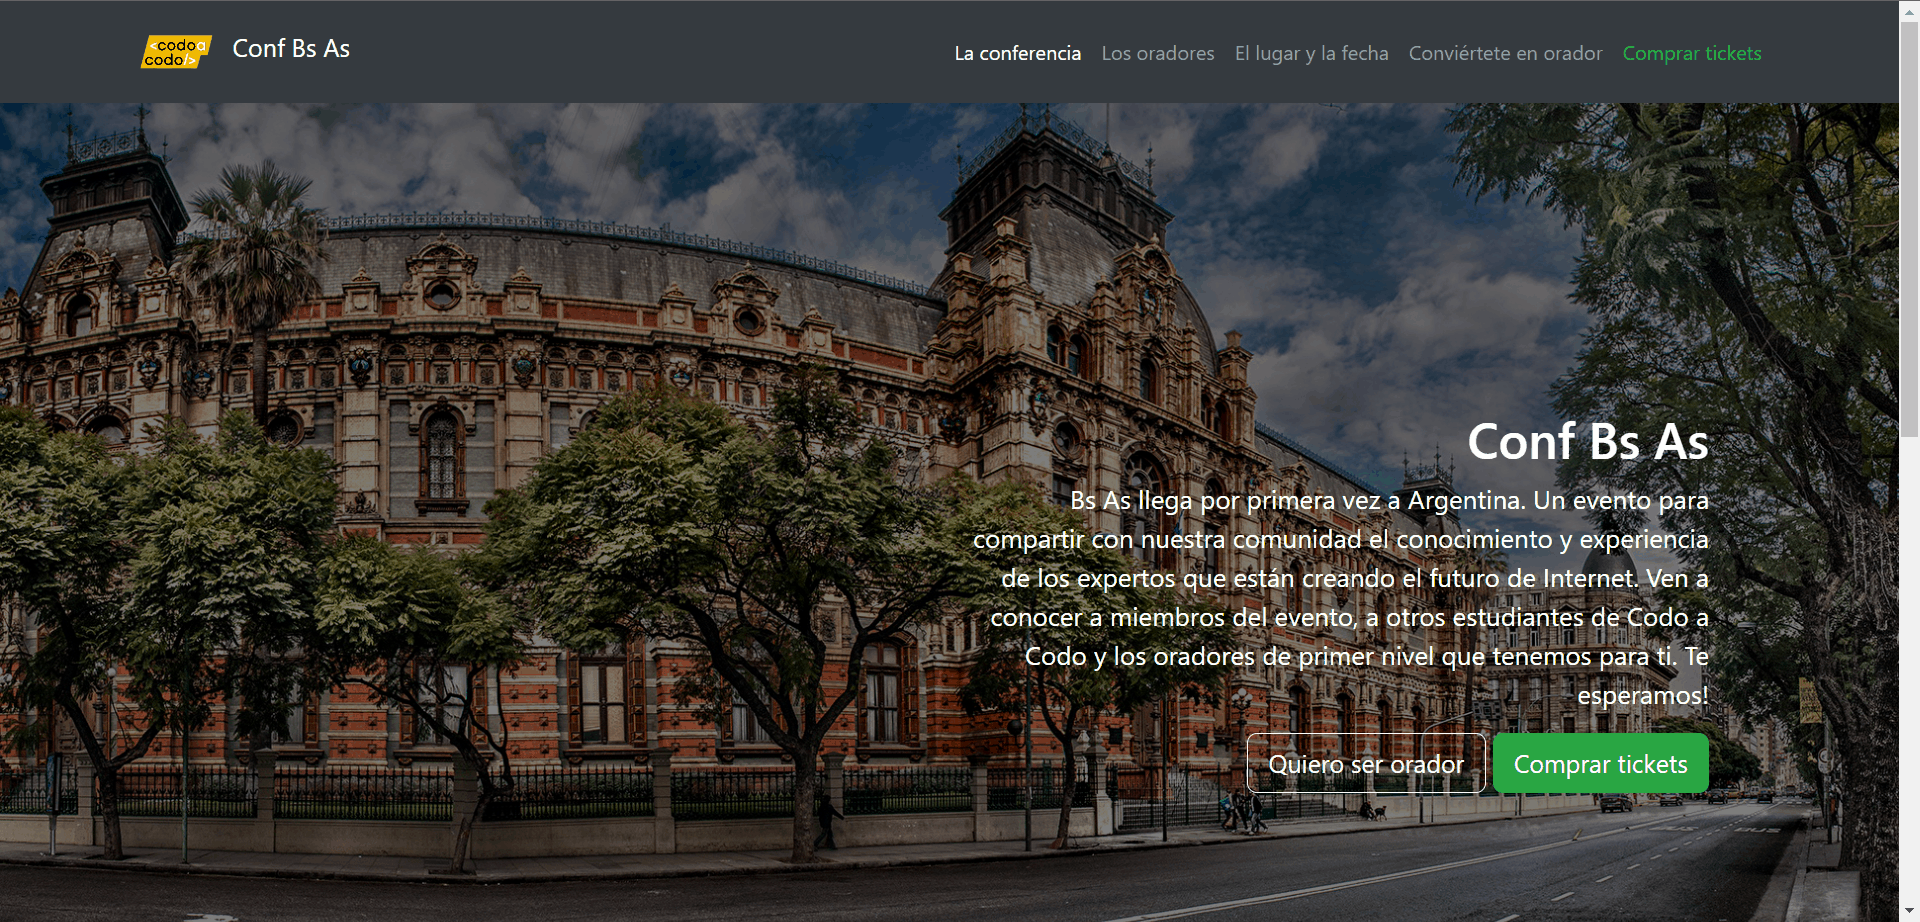 <codo a
codo/>
Conf Bs As
La conferencia
Los oradores
El lugar y la fecha
Conviértete en orador
Comprar tickets
Conf Bs As
Bs As llega por primera vez a Argentina. Un evento para
compartir con nuestra comunidad el conocimiento y experiencia
de los expertos que están creando el futuro de Internet. Ven a
conocer a miembros del evento, a otros estudiantes de Codo a
Codo y los oradores de primer nivel que tenemos para ti. Te
esperamos!
Quiero ser orador
Comprar tickets
BUS
BUS